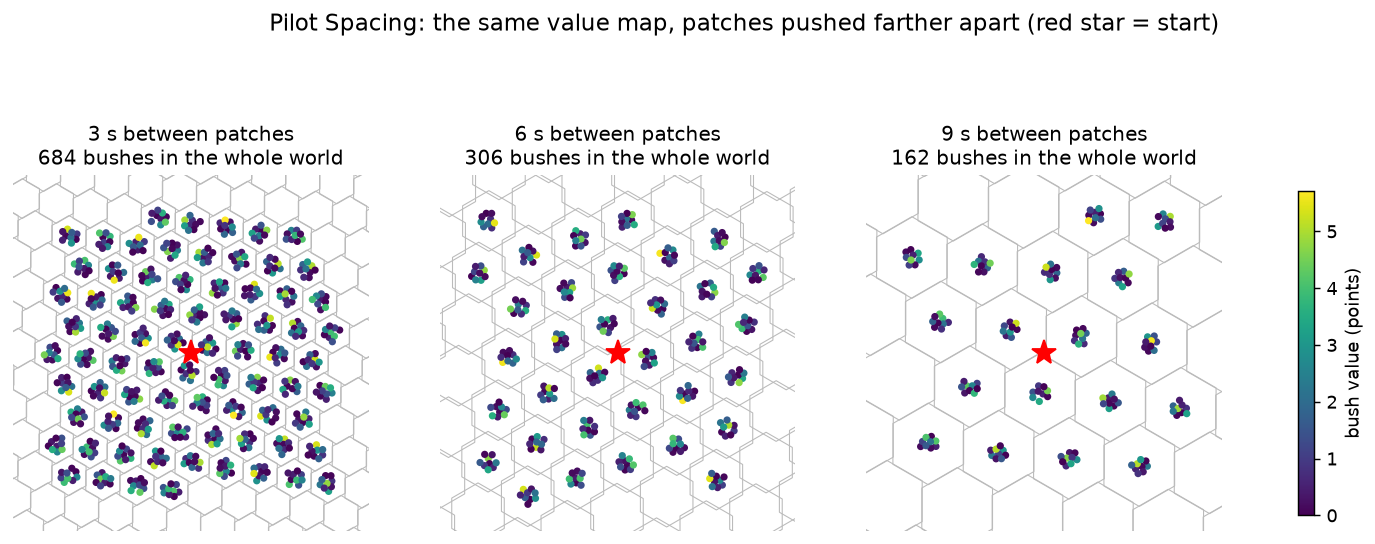 Pilot Spacing: the same value map, patches pushed farther apart (red star = start)
3 s between patches
684 bushes in the whole world
6 s between patches
306 bushes in the whole world
9 s between patches
162 bushes in the whole world
5
4
3
2
1
0
bush value (points)